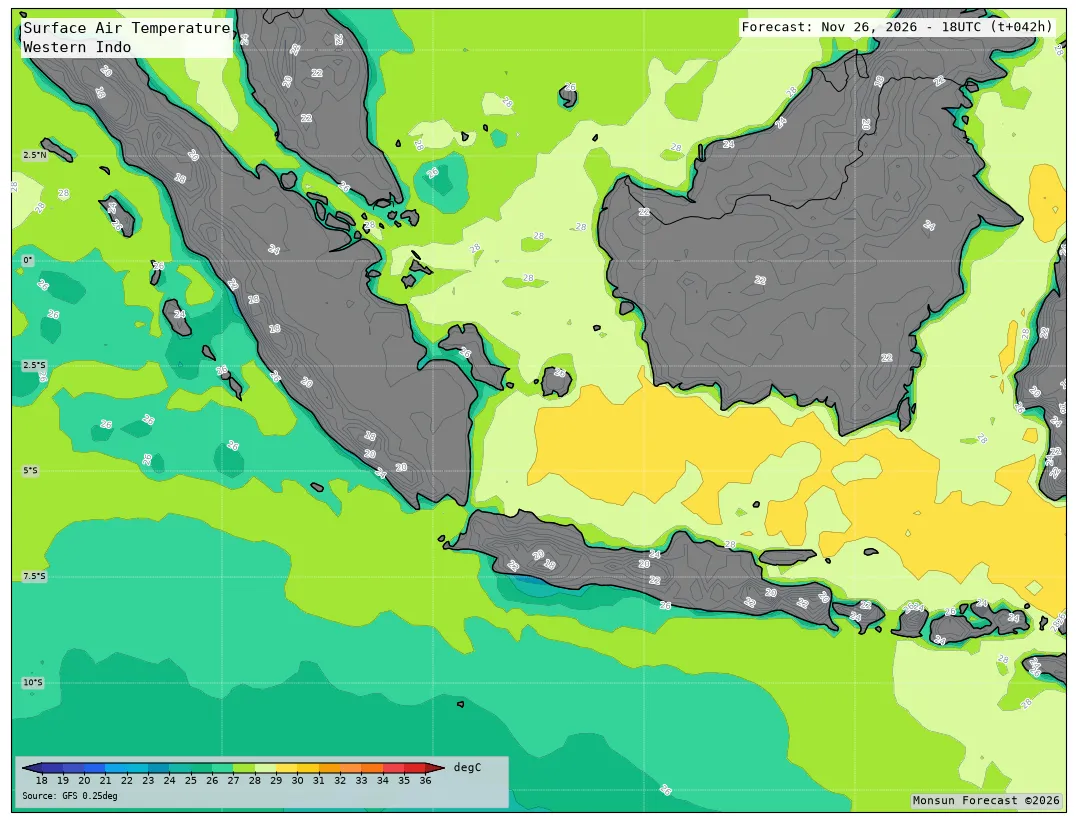 Surface Air Temperature
Western Indo
Forecast: Nov 26, 2026 - 18UTC (t+042h)
2.5°N
0°
2.5°S
5°S
7.5°S
10°S
18 19 20 21 22 23 24 25 26 27 28 29 30 31 32 33 34 35 36
degC
Source: GFS 0.25deg
Monsun Forecast ©2026